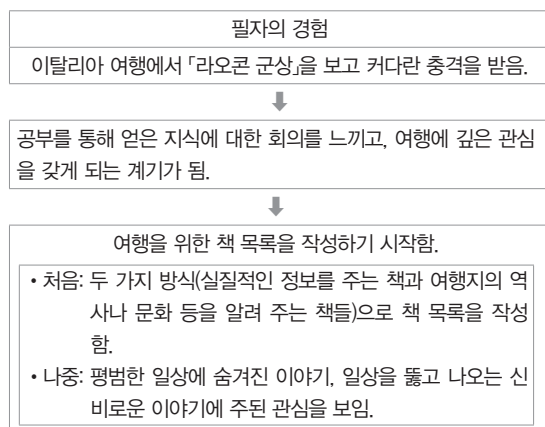 필자의 경험
이탈리아 여행에서 「라오콘 군상」을 보고 커다란 충격을 받음.
⬇
공부를 통해 얻은 지식에 대한 회의를 느끼고, 여행에 깊은 관심
을 갖게 되는 계기가 됨.
⬇
여행을 위한 책 목록을 작성하기 시작함.
• 처음: 두 가지 방식(실질적인 정보를 주는 책과 여행지의 역
사나 문화 등을 알려 주는 책들)으로 책 목록을 작성
함.
• 나중: 평범한 일상에 숨겨진 이야기, 일상을 뚫고 나오는 신
비로운 이야기에 주된 관심을 보임.